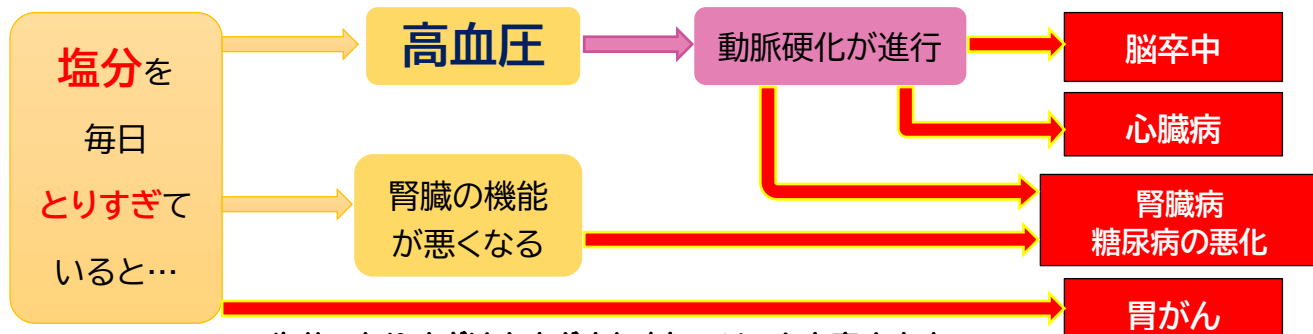 塩分を
毎日
とりすぎて
いると…
高血圧
動脈硬化が進行
脳卒中
心臓病
腎臓の機能
が悪くなる
腎臓病
糖尿病の悪化
胃がん